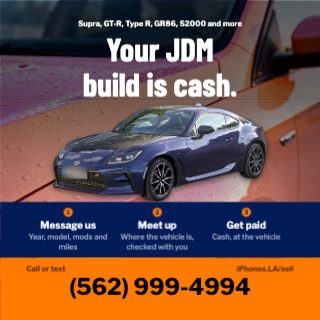 Supra, GT-R, Type R, GR86, S2000 and more
Your JDM
build is cash.
1
2
3
Message us
Meet up
Get paid
Year, model, mods and
miles
Where the vehicle is,
checked with you
Cash, at the vehicle
Call or text
iPhones.LA/sell
(562) 999-4994